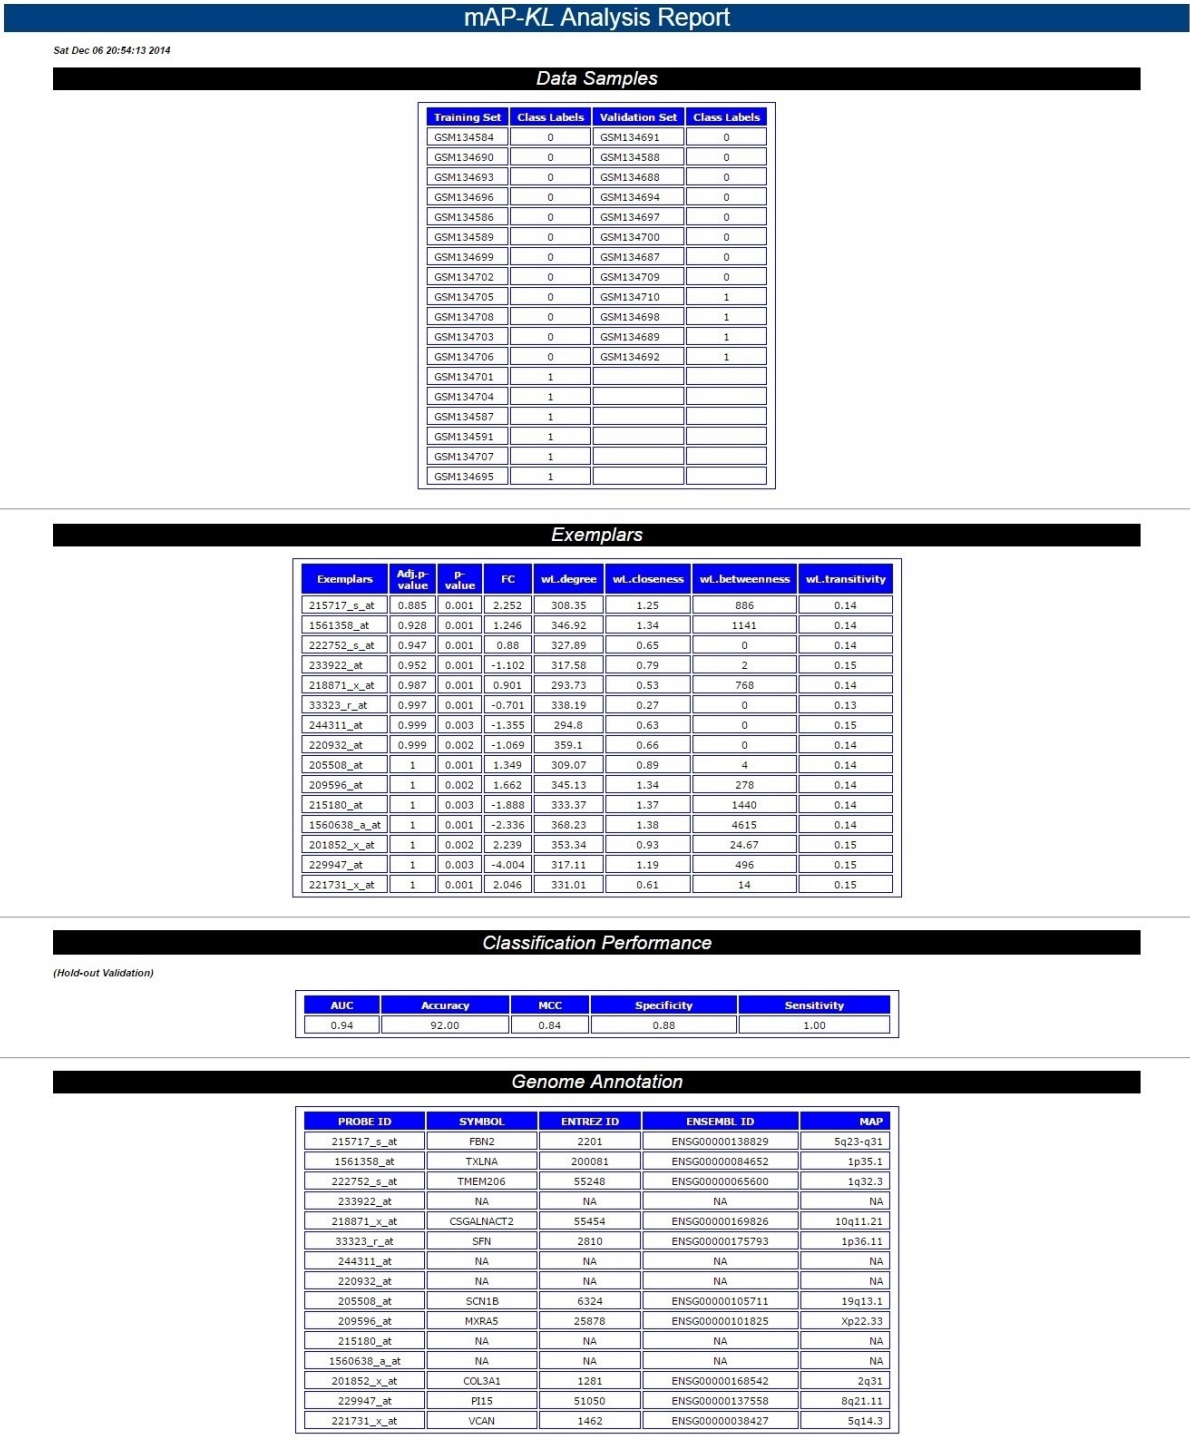 mAP-KL Analysis Report
Sat Dec 06 20:54:13 2014
Data Samples
Training Set Class Labels Validation Set Class Labels
GSM134584 0 GSM134691 0
GSM134690 0 GSM134588 0
GSM134693 0 GSM134688 0
GSM134696 0 GSM134694 0
GSM134586 0 GSM134697 0
GSM134589 0 GSM134700 0
GSM134699 0 GSM134687 0
GSM134702 0 GSM134709 0
GSM134705 0 GSM134710 1
GSM134708 0 GSM134698 1
GSM134703 0 GSM134689 1
GSM134706 0 GSM134692 1
GSM134701 1
GSM134704 1
GSM134587 1
GSM134591 1
GSM134707 1
GSM134695 1
Exemplars
Exemplars Adj.p-value p-value FC wL.degree wL.closeness wL.betweenness wL.transitivity
215717_s_at 0.885 0.001 2.252 308.35 1.25 886 0.14
1561358_at 0.928 0.001 1.246 346.92 1.34 1141 0.14
222752_s_at 0.947 0.001 0.88 327.89 0.65 0 0.14
233922_at 0.952 0.001 -1.102 317.58 0.79 2 0.15
218871_x_at 0.987 0.001 0.901 293.73 0.53 768 0.14
33323_r_at 0.997 0.001 -0.701 338.19 0.27 0 0.13
244311_at 0.999 0.003 -1.355 294.8 0.63 0 0.15
220932_at 0.999 0.002 -1.069 359.1 0.66 0 0.14
205508_at 1 0.001 1.349 309.07 0.89 4 0.14
209596_at 1 0.002 1.662 345.13 1.34 278 0.14
215180_at 1 0.003 -1.888 333.37 1.37 1440 0.14
1560638_a_at 1 0.001 -2.336 368.23 1.38 4615 0.14
201852_x_at 1 0.002 2.239 353.34 0.93 24.67 0.15
229947_at 1 0.003 -4.004 317.11 1.19 496 0.15
221731_x_at 1 0.001 2.046 331.01 0.61 14 0.15
Classification Performance
(Hold-out Validation)
AUC Accuracy MCC Specificity Sensitivity
0.94 92.00 0.84 0.88 1.00
Genome Annotation
PROBE ID SYMBOL ENTREZ ID ENSEMBL ID MAP
215717_s_at FBN2 2201 ENSG00000138829 5q23-q31
1561358_at TXLNA 200081 ENSG00000084652 1p35.1
222752_s_at TMEM206 55248 ENSG00000065600 1q32.3
233922_at NA NA NA NA
218871_x_at CSGALNACT2 55454 ENSG00000169826 10q11.21
33323_r_at SFN 2810 ENSG00000175793 1p36.11
244311_at NA NA NA NA
220932_at NA NA NA NA
205508_at SCN1B 6324 ENSG00000105711 19q13.1
209596_at MXRA5 25878 ENSG00000101825 Xp22.33
215180_at NA NA NA NA
1560638_a_at NA NA NA NA
201852_x_at COL3A1 1281 ENSG00000168542 2q31
229947_at PI15 51050 ENSG00000137558 8q21.11
221731_x_at VCAN 1462 ENSG00000038427 5q14.3